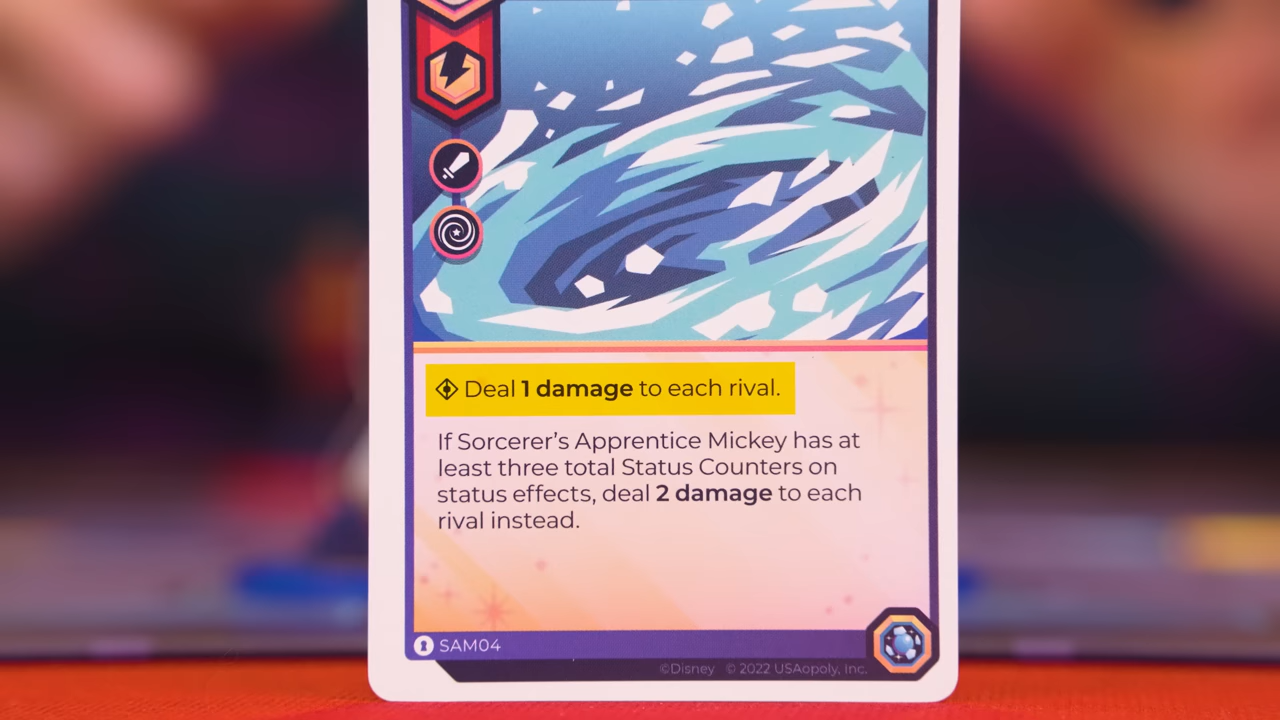 Deal 1 damage to each rival.
If Sorcerer's Apprentice Mickey has at
least three total Status Counters on
status effects, deal 2 damage to each
rival instead.
SAM04
©Disney © 2022 USAopoly, Inc.